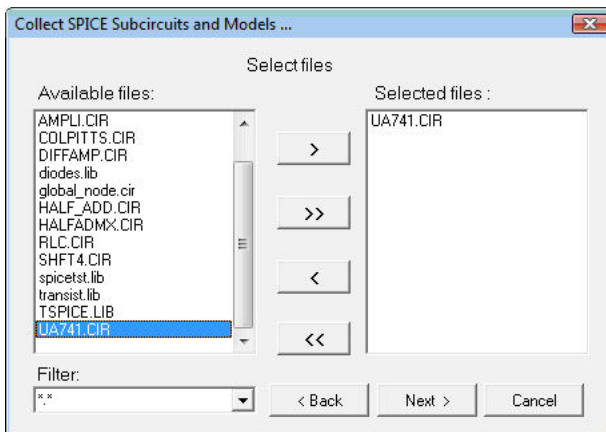 Collect SPICE Subcircuits and Models ...
Select files
Available files:
Selected files :
AMPLI.CIR
COLPITTS.CIR
DIFFAMP.CIR
diodes.lib
global_node.cir
HALF_ADD.CIR
HALFADMX.CIR
RLC.CIR
SHFT4.CIR
spicetst.lib
transist.lib
TSPICE.LIB
UA741.CIR
>
>>
<
<<
UA741.CIR
Filter:
*.*
< Back
Next >
Cancel